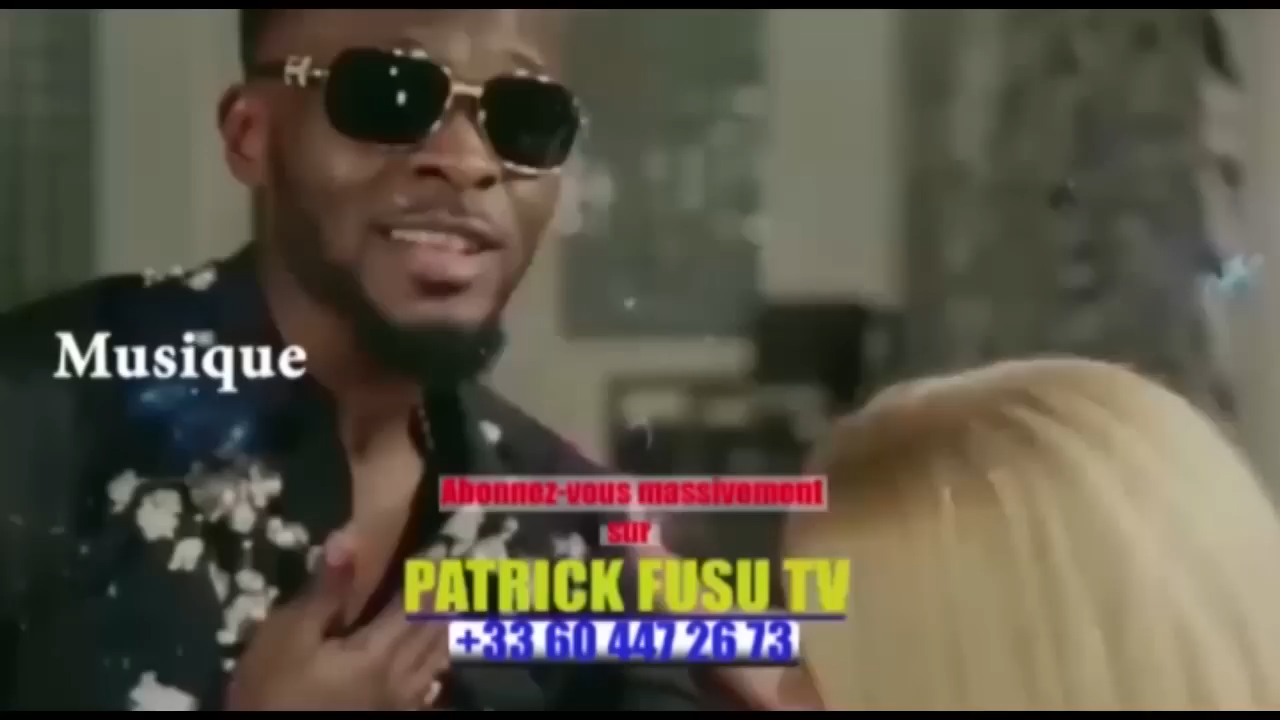 Musique
Abonnez-vous massivement
sur
PATRICK FUSU TV
+33 60 447 26 73